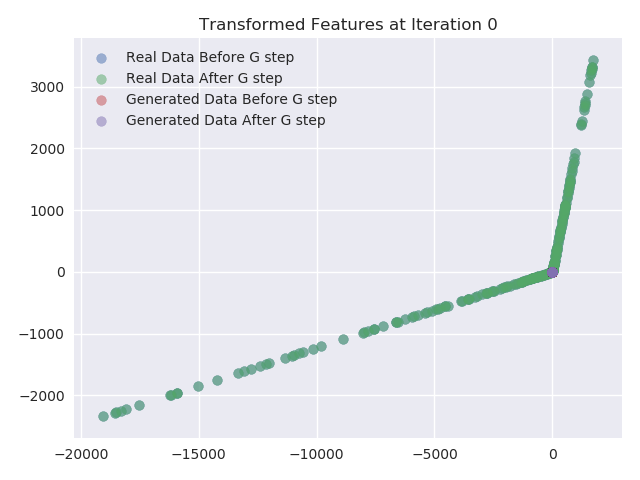 Transformed Features at Iteration 0
Real Data Before G step
Real Data After G step
Generated Data Before G step
Generated Data After G step
3000
2000
1000
0
−1000
−2000
−20000 −15000 −10000 −5000 0